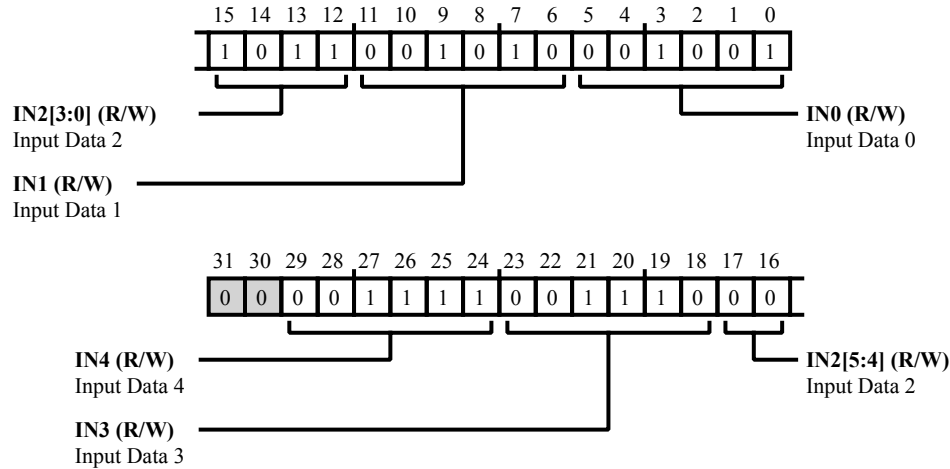 15 14 13 12 11 10 9 8 7 6 5 4 3 2 1 0
1 0 1 1 0 0 1 0 1 0 0 0 1 0 0 1
IN2[3:0] (R/W)
Input Data 2
IN0 (R/W)
Input Data 0
IN1 (R/W)
Input Data 1
31 30 29 28 27 26 25 24 23 22 21 20 19 18 17 16
0 0 0 0 1 1 1 1 0 0 1 1 1 0 0 0
IN4 (R/W)
Input Data 4
IN2[5:4] (R/W)
Input Data 2
IN3 (R/W)
Input Data 3